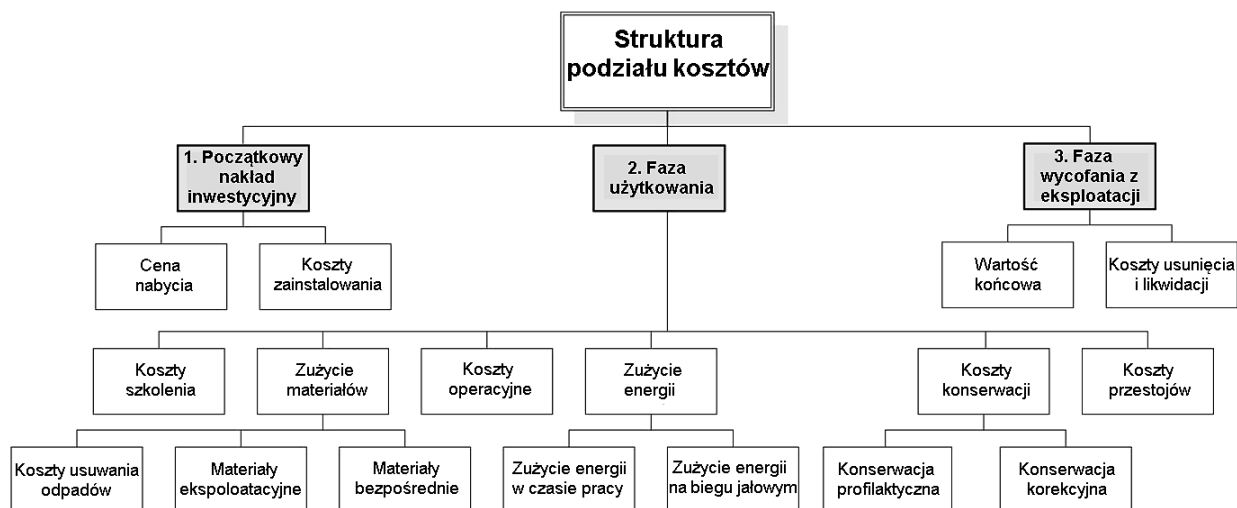 Struktura
podziału kosztów
1. Początkowy
nakład
inwestycyjny
2. Faza
użytkowania
3. Faza
wycofania z
eksploatacji
Cena
nabycia
Koszty
zainstalowania
Wartość
końcowa
Koszty usunięcia
i likwidacji
Koszty
szkolenia
Zużycie
materiałów
Koszty
operacyjne
Zużycie
energii
Koszty
konserwacji
Koszty
przestojów
Koszty usuwania
odpadów
Materiały
ekspoloatacyjne
Materiały
bezpośrednie
Zużycie energii
w czasie pracy
Zużycie energii
na biegu jałowym
Konserwacja
profilaktyczna
Konserwacja
korekcyjna